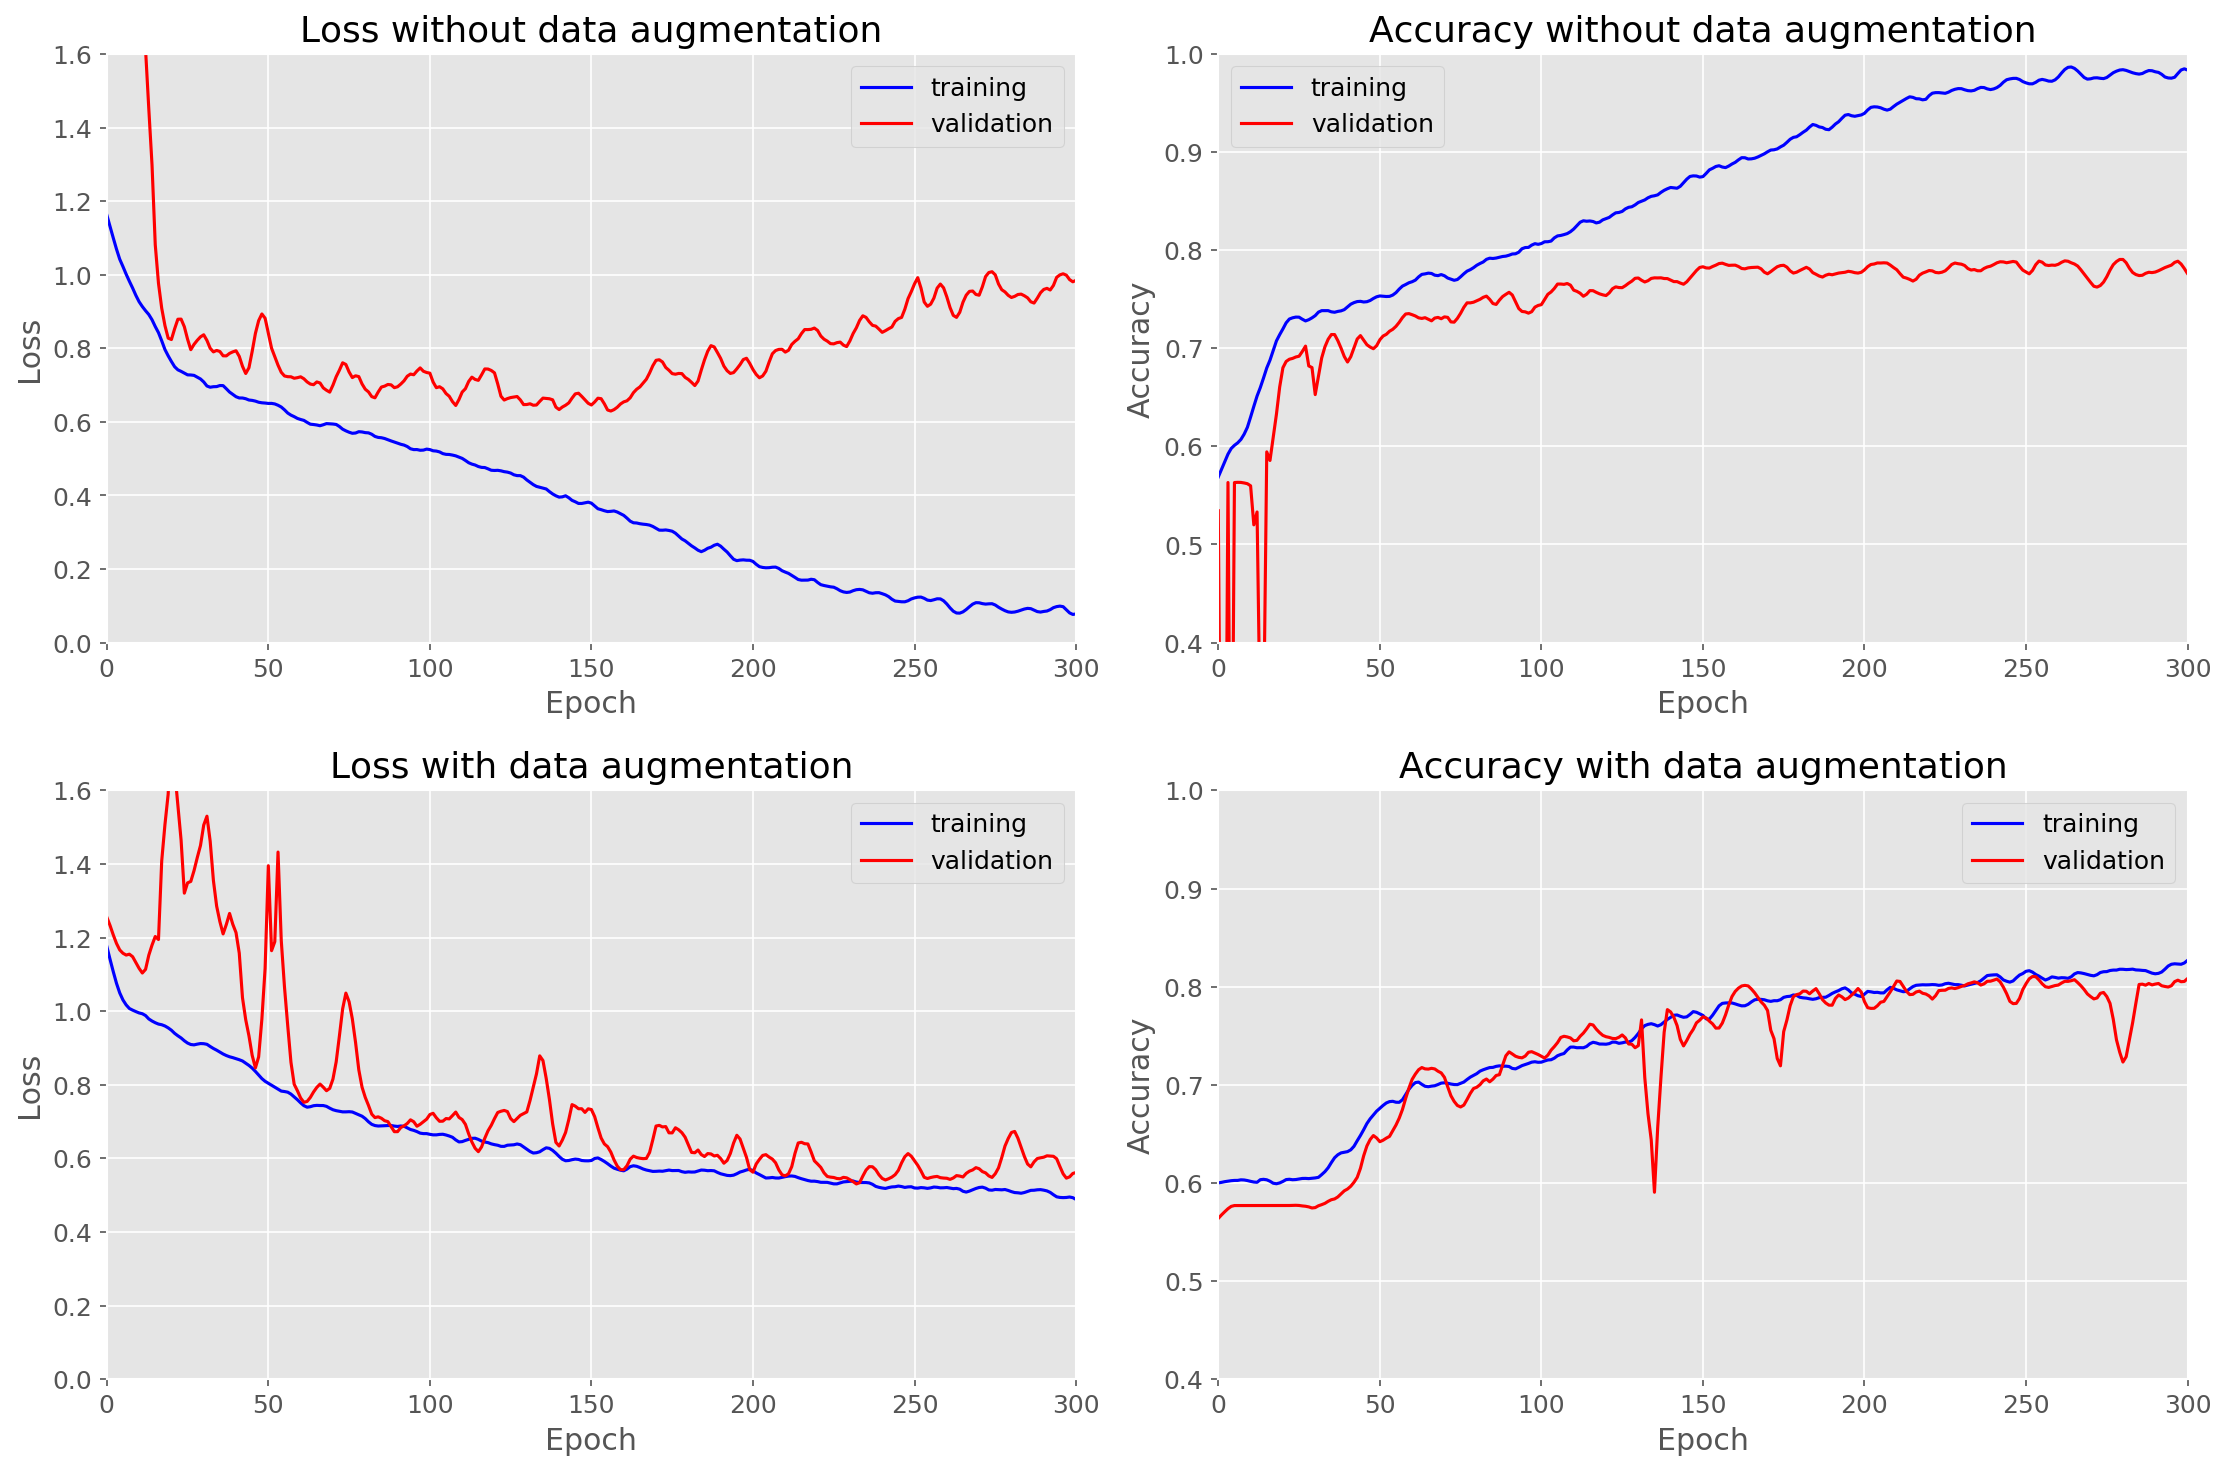 Loss without data augmentation
1.6
1.4
1.2
1.0
0.8
0.6
0.4
0.2
0.0
Loss
training
validation
0 50 100 150 200 250 300
Epoch
Accuracy without data augmentation
1.0
0.9
0.8
0.7
0.6
0.5
0.4
Accuracy
training
validation
0 50 100 150 200 250 300
Epoch
Loss with data augmentation
1.6
1.4
1.2
1.0
0.8
0.6
0.4
0.2
0.0
Loss
training
validation
0 50 100 150 200 250 300
Epoch
Accuracy with data augmentation
1.0
0.9
0.8
0.7
0.6
0.5
0.4
Accuracy
training
validation
0 50 100 150 200 250 300
Epoch